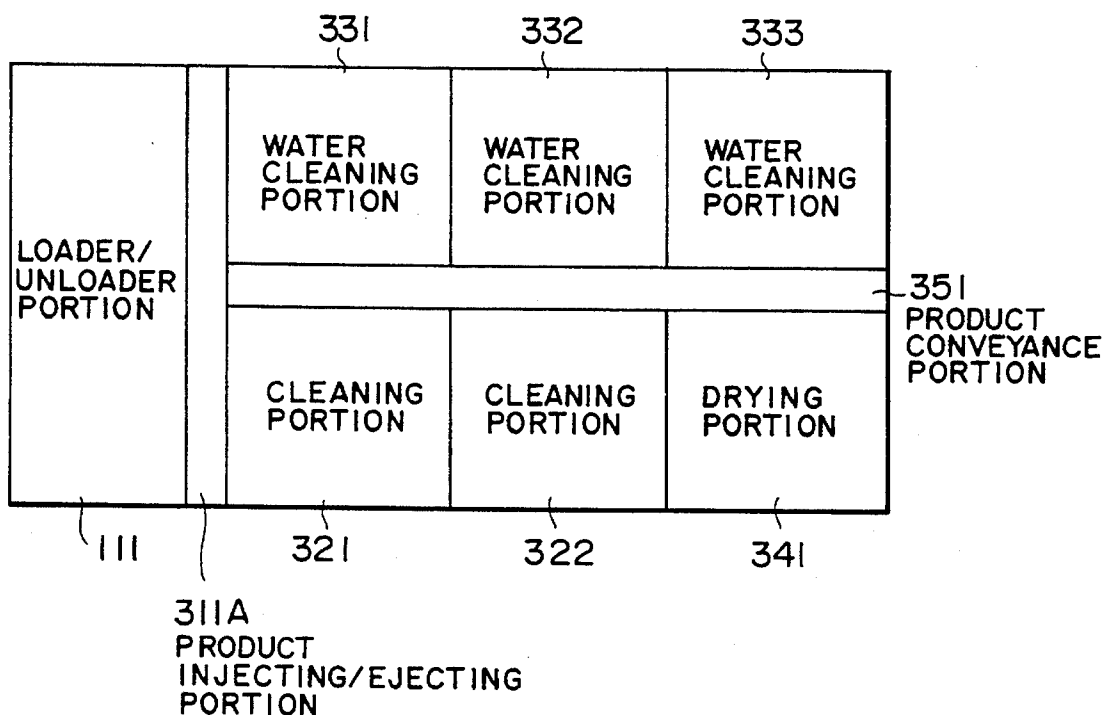 331
332
333
WATER
CLEANING
PORTION
WATER
CLEANING
PORTION
WATER
CLEANING
PORTION
LOADER/
UNLOADER
PORTION
351
PRODUCT
CONVEYANCE
PORTION
CLEANING
PORTION
CLEANING
PORTION
DRYING
PORTION
111
321
322
341
311A
PRODUCT
INJECTING/EJECTING
PORTION